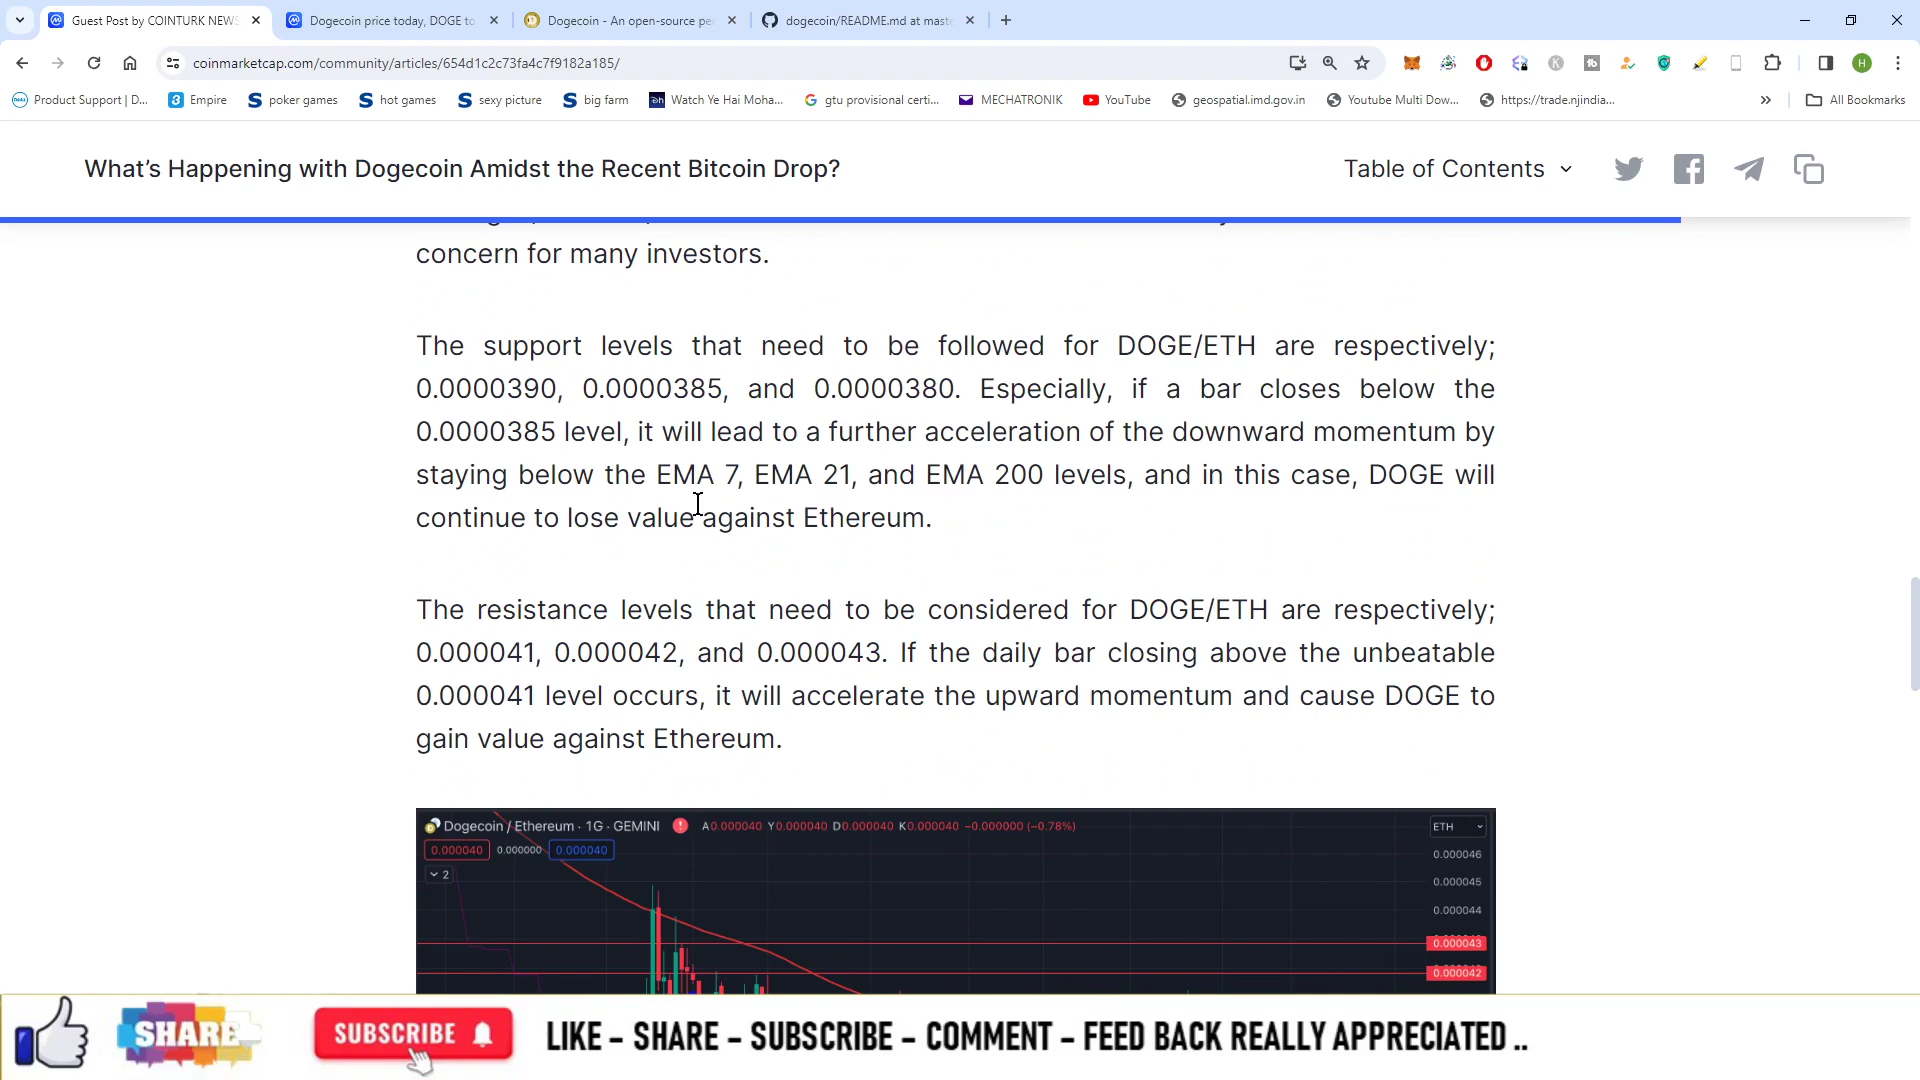 Guest Post by COINTURK NEWS
Dogecoin price today, DOGE to
Dogecoin - An open-source pe
dogecoin/README.md at mast
coinmarketcap.com/community/articles/654d1c2c73fa4c7f9182a185/
H
Product Support | D...
Empire
poker games
hot games
sexy picture
big farm
Watch Ye Hai Moha...
gtu provisional certi...
MECHATRONIK
YouTube
geospatial.imd.gov.in
Youtube Multi Dow...
https://trade.njindia...
All Bookmarks
What’s Happening with Dogecoin Amidst the Recent Bitcoin Drop?
Table of Contents
concern for many investors.
The support levels that need to be followed for DOGE/ETH are respectively;
0.0000390, 0.0000385, and 0.0000380. Especially, if a bar closes below the
0.0000385 level, it will lead to a further acceleration of the downward momentum by
staying below the EMA 7, EMA 21, and EMA 200 levels, and in this case, DOGE will
continue to lose value against Ethereum.
The resistance levels that need to be considered for DOGE/ETH are respectively;
0.000041, 0.000042, and 0.000043. If the daily bar closing above the unbeatable
0.000041 level occurs, it will accelerate the upward momentum and cause DOGE to
gain value against Ethereum.
Dogecoin / Ethereum · 1G · GEMINI A0.000040 Y0.000040 D0.000040 K0.000040 −0.000000 (−0.78%)
ETH
0.000040 0.000000 0.000040
2
0.000046
0.000045
0.000044
0.000043
0.000042
SHARE
SUBSCRIBE
LIKE – SHARE – SUBSCRIBE – COMMENT – FEED BACK REALLY APPRECIATED ..